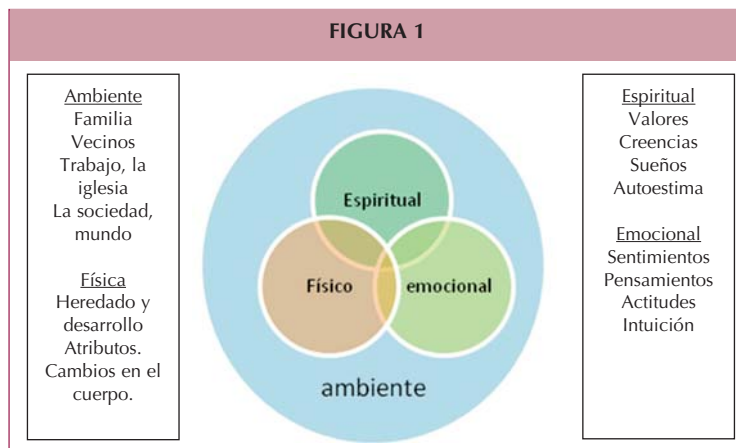 FIGURA 1
Ambiente
Familia
Vecinos
Trabajo, la
iglesia
La sociedad,
mundo
Física
Heredado y
desarrollo
Atributos.
Cambios en el
cuerpo.
Espiritual
Físico
emocional
ambiente
Espiritual
Valores
Creencias
Sueños
Autoestima
Emocional
Sentimientos
Pensamientos
Actitudes
Intuición